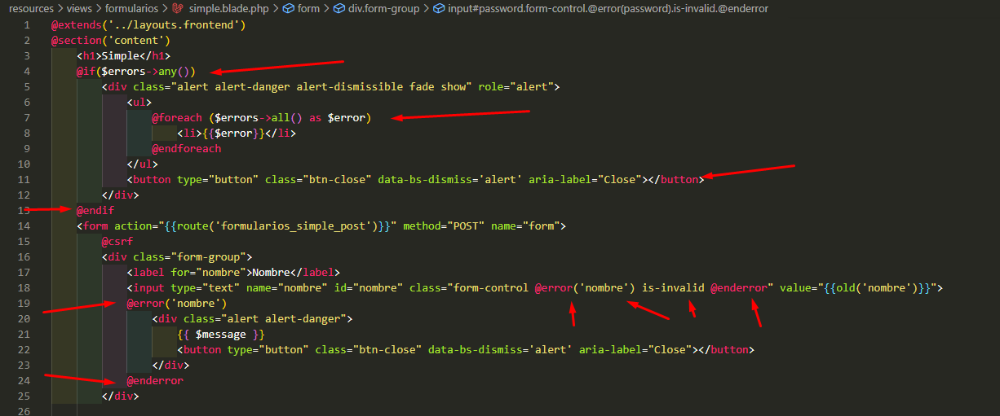 resources > views > formularios > simple.blade.php > form > div.form-group > input#password.form-control.@error(password).is-invalid.@enderror
1 @extends('../layouts.frontend')
2 @section('content')
3 <h1>Simple</h1>
4 @if($errors->any())
5 <div class="alert alert-danger alert-dismissible fade show" role="alert">
6 <ul>
7 @foreach ($errors->all() as $error)
8 <li>{{$error}}</li>
9 @endforeach
10 </ul>
11 <button type="button" class="btn-close" data-bs-dismiss='alert' aria-label="Close"></button>
12 </div>
13 @endif
14 <form action="{{route('formularios_simple_post')}}" method="POST" name="form">
15 @csrf
16 <div class="form-group">
17 <label for="nombre">Nombre</label>
18 <input type="text" name="nombre" id="nombre" class="form-control @error('nombre') is-invalid @enderror" value="{{old('nombre')}}">
19 @error('nombre')
20 <div class="alert alert-danger">
21 {{ $message }}
22 <button type="button" class="btn-close" data-bs-dismiss='alert' aria-label="Close"></button>
23 </div>
24 @enderror
25 </div>
26